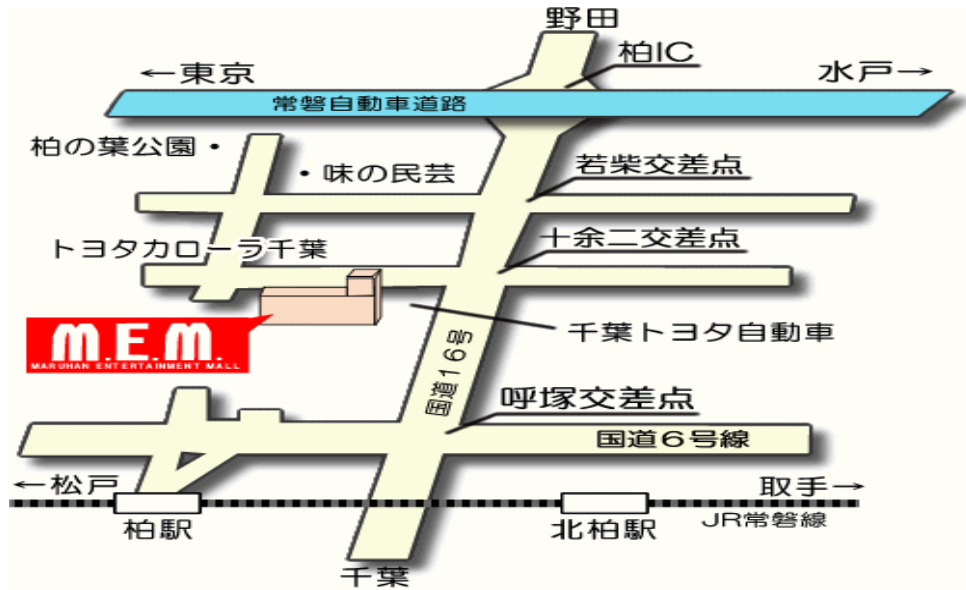 野田
柏IC
←東京
水戸→
常磐自動車道路
柏の葉公園・
・味の民芸
若柴交差点
十余二交差点
トヨタカローラ千葉
千葉トヨタ自動車
M.E.M.
MARUHAN ENTERTAINMENT MALL
国道16号
呼塚交差点
国道6号線
←松戸
取手→
柏駅
北柏駅
JR常磐線
千葉